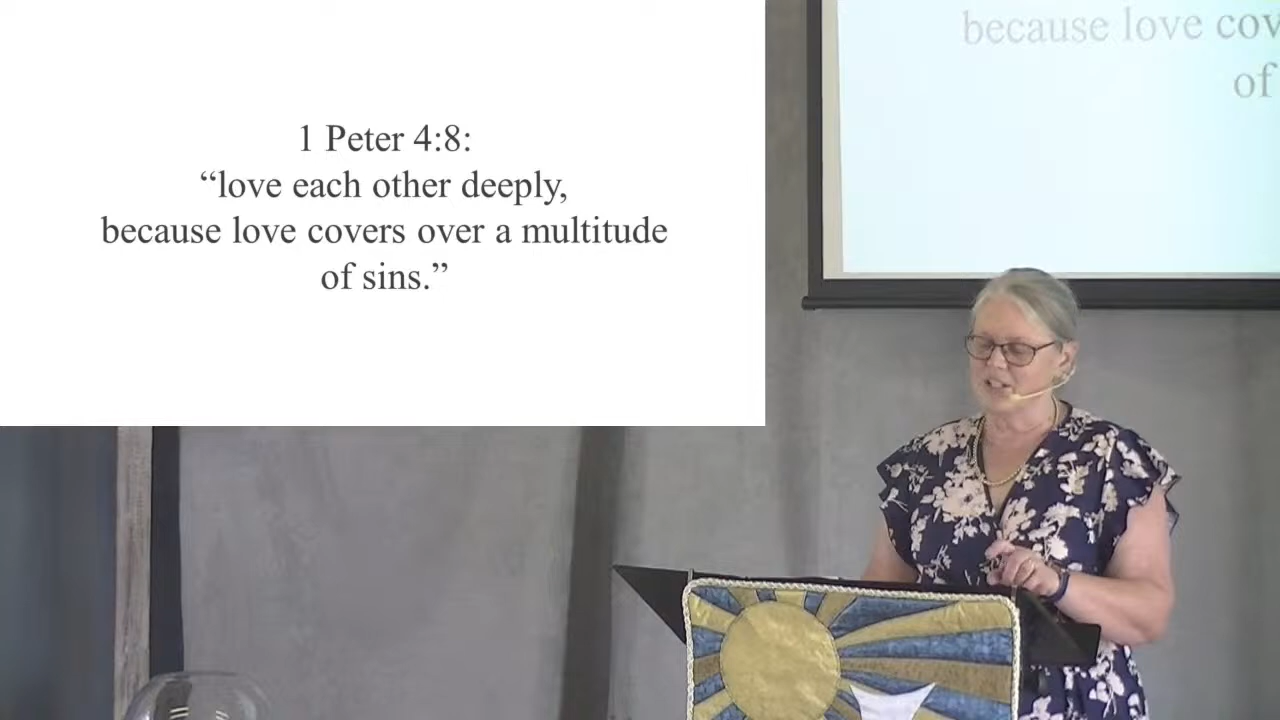 1 Peter 4:8:
“love each other deeply,
because love covers over a multitude
of sins.”
because love cov
of